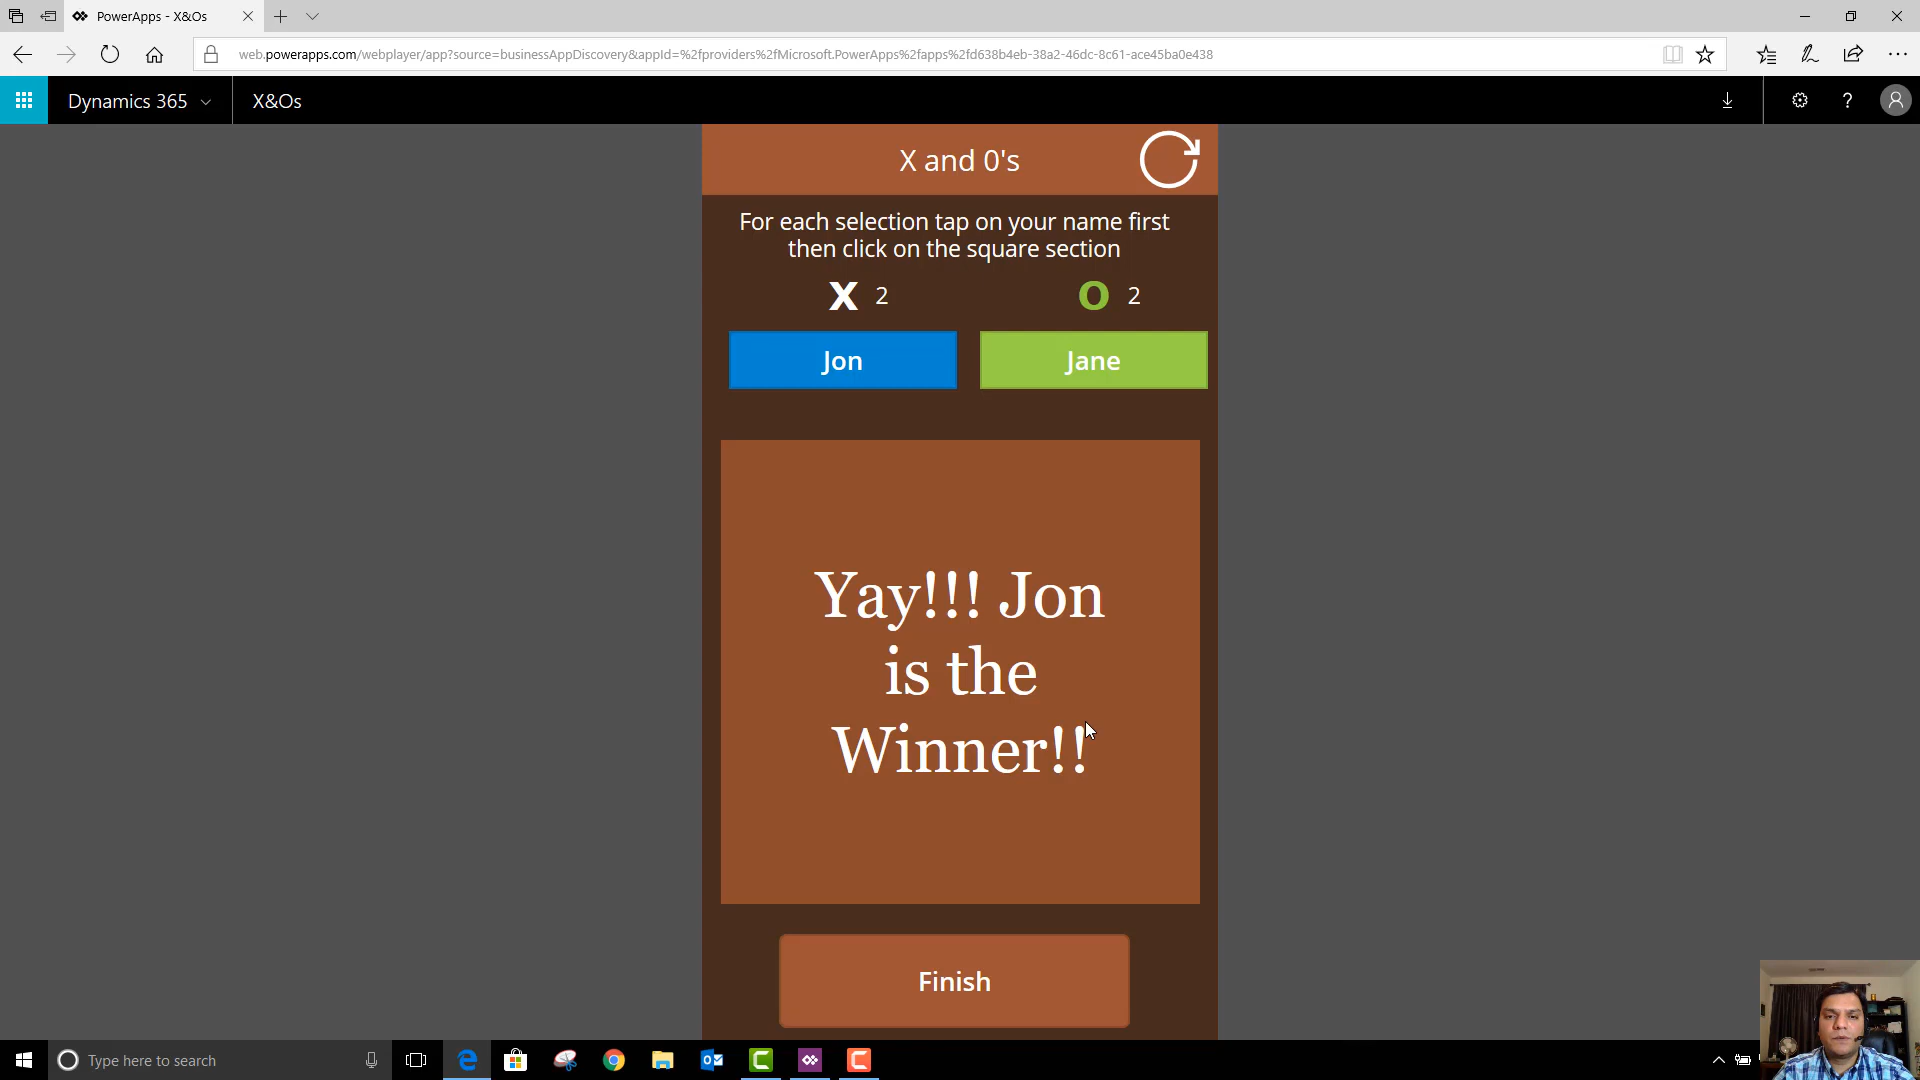 PowerApps - X&Os
web.powerapps.com/webplayer/app?source=businessAppDiscovery&appId=%2fproviders%2fMicrosoft.PowerApps%2fapps%2fd638b4eb-38a2-46dc-8c61-ace45ba0e438
Dynamics 365
X&Os
?
X and 0's
For each selection tap on your name first
then click on the square section
X 2
O 2
Jon
Jane
Yay!!! Jon
is the
Winner!!
Finish
Type here to search